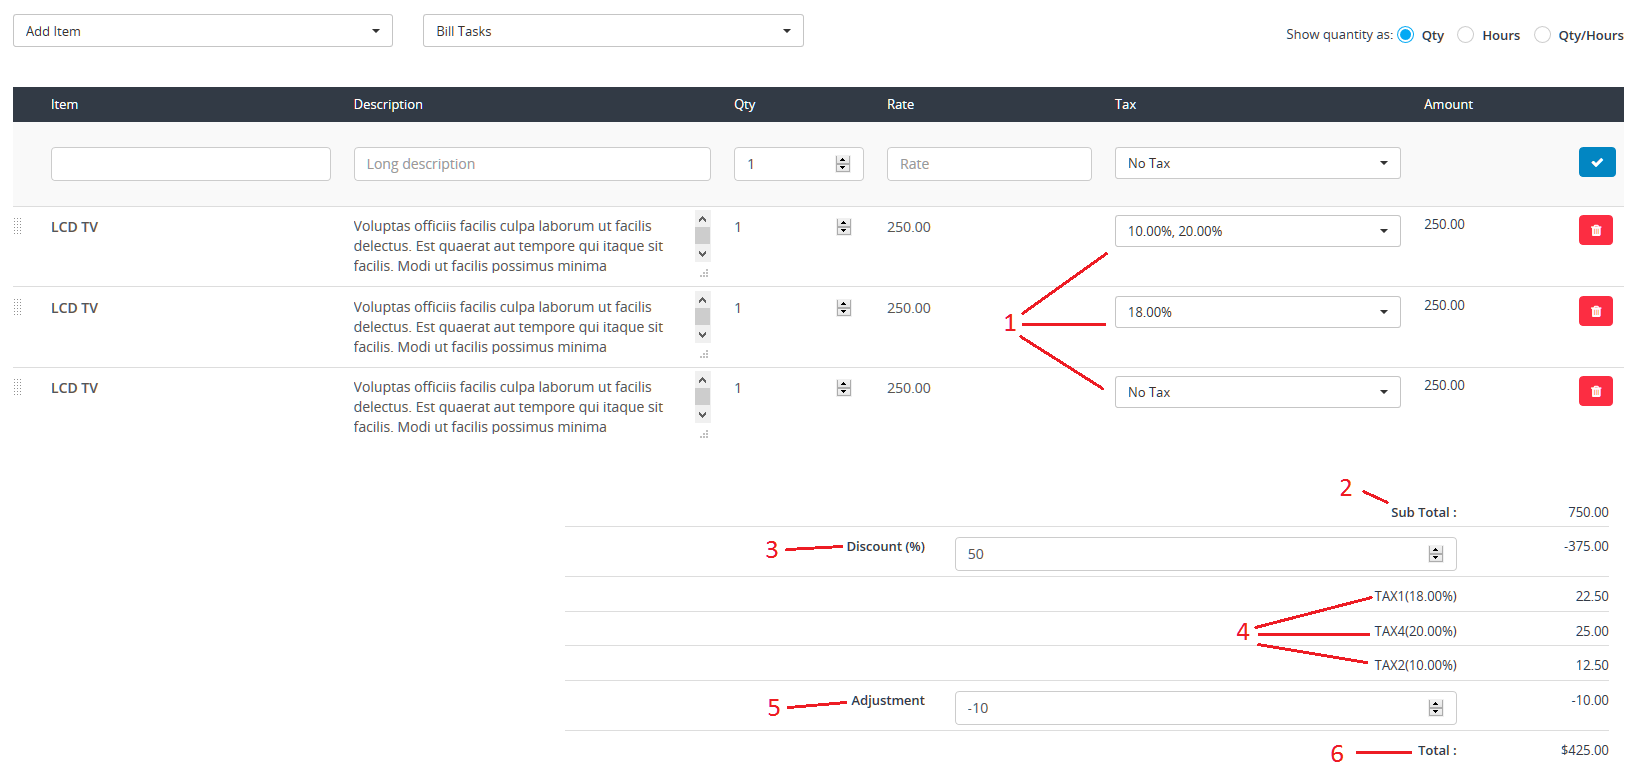 Add Item
Bill Tasks
Show quantity as: Qty Hours Qty/Hours
Item Description Qty Rate Tax Amount
Long description 1 Rate No Tax
LCD TV
Voluptas officiis facilis culpa laborum ut facilis
delectus. Est quaerat aut tempore qui itaque sit
facilis. Modi ut facilis possimus minima
1 250.00 10.00%, 20.00% 250.00
LCD TV
Voluptas officiis facilis culpa laborum ut facilis
delectus. Est quaerat aut tempore qui itaque sit
facilis. Modi ut facilis possimus minima
1 250.00 18.00% 250.00
1
LCD TV
Voluptas officiis facilis culpa laborum ut facilis
delectus. Est quaerat aut tempore qui itaque sit
facilis. Modi ut facilis possimus minima
1 250.00 No Tax 250.00
2
Sub Total : 750.00
3 Discount (%) 50 -375.00
TAX1(18.00%) 22.50
4 TAX4(20.00%) 25.00
TAX2(10.00%) 12.50
5 Adjustment -10 -10.00
6 Total : $425.00